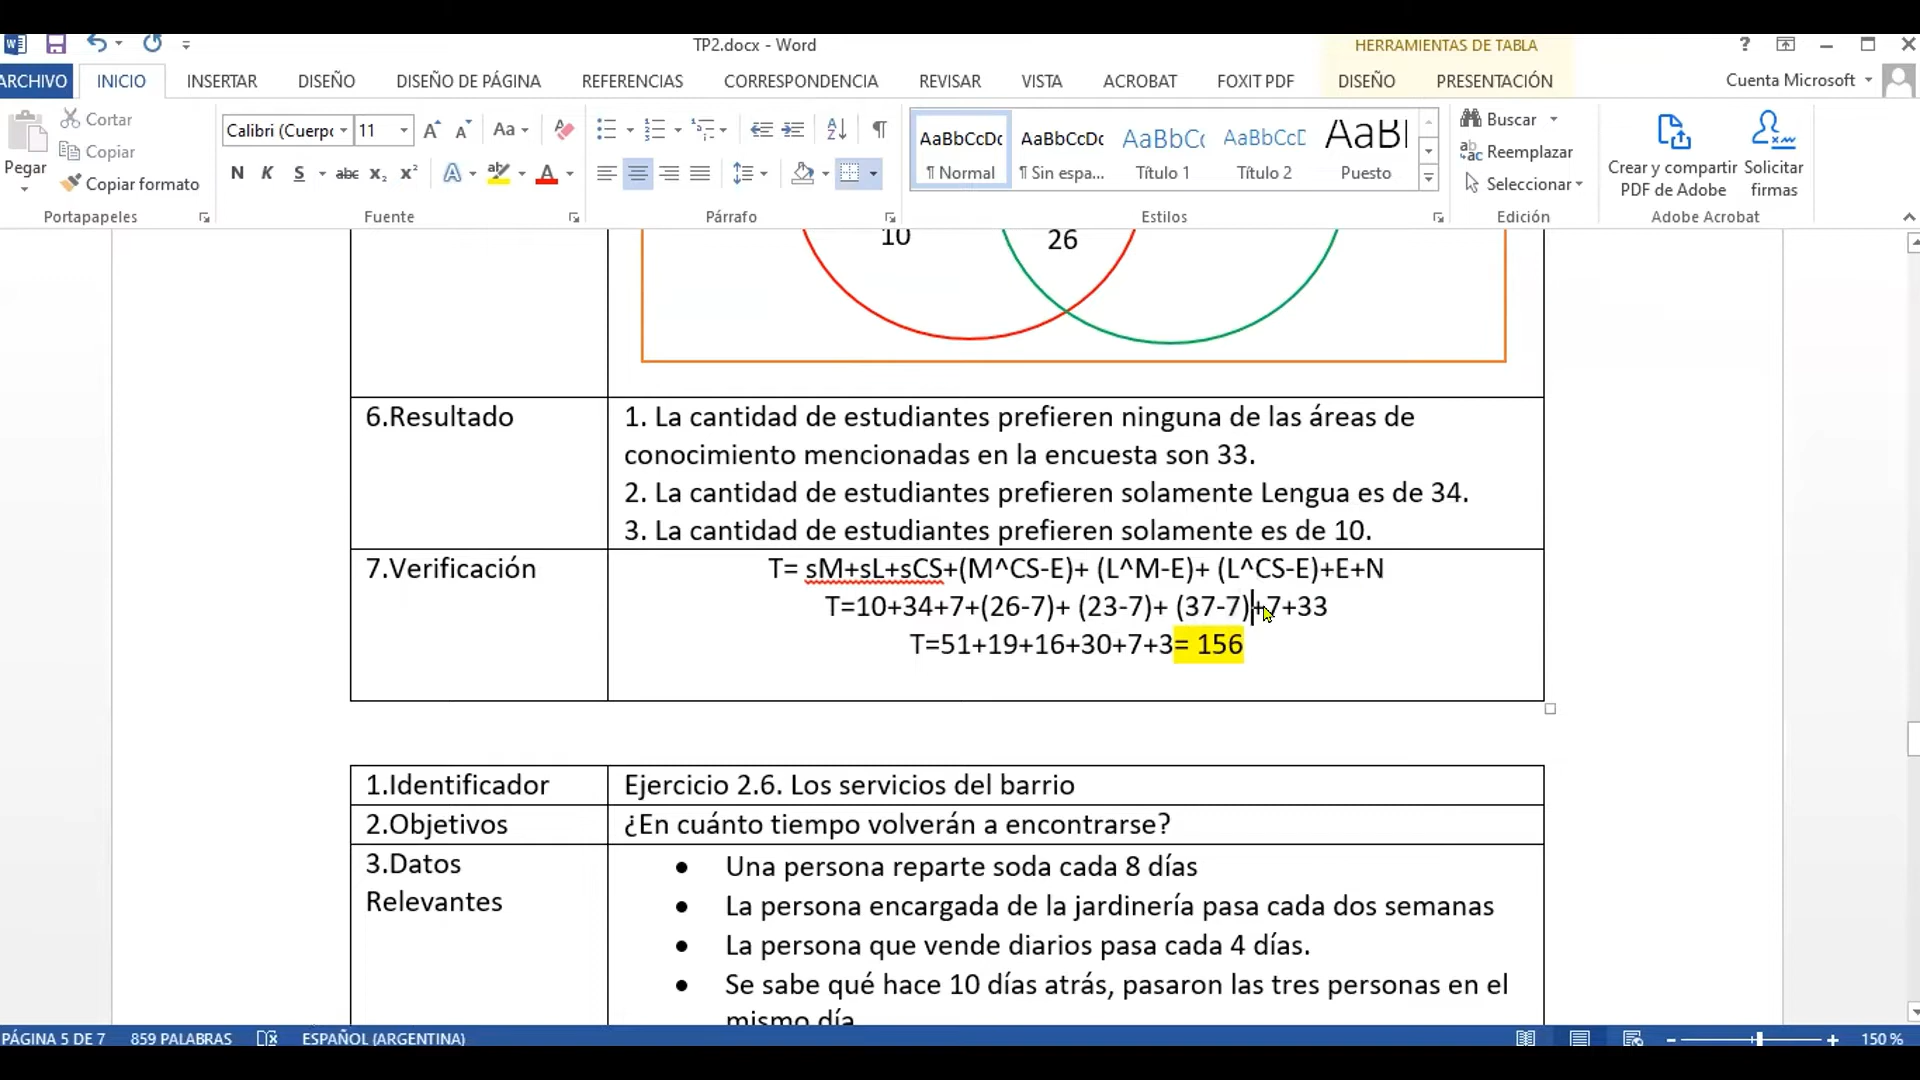 TP2.docx - Word
HERRAMIENTAS DE TABLA
?
ARCHIVO
INICIO
INSERTAR
DISEÑO
DISEÑO DE PÁGINA
REFERENCIAS
CORRESPONDENCIA
REVISAR
VISTA
ACROBAT
FOXIT PDF
DISEÑO
PRESENTACIÓN
Cuenta Microsoft
Pegar
Cortar
Copiar
Copiar formato
Portapapeles
Calibri (Cuerpo
11
Aa
N K S abc x₂ x²
Fuente
Párrafo
AaBbCcDc
¶ Normal
AaBbCcDc
¶ Sin espa...
AaBbC
Título 1
AaBbCcD
Título 2
AaB
Puesto
Estilos
Buscar
Reemplazar
Seleccionar
Edición
Crear y compartir
PDF de Adobe
Solicitar
firmas
Adobe Acrobat
10
26
6.Resultado
1. La cantidad de estudiantes prefieren ninguna de las áreas de
conocimiento mencionadas en la encuesta son 33.
2. La cantidad de estudiantes prefieren solamente Lengua es de 34.
3. La cantidad de estudiantes prefieren solamente es de 10.
7.Verificación
T= sM+sL+sCS+(M^CS-E)+ (L^M-E)+ (L^CS-E)+E+N
T=10+34+7+(26-7)+ (23-7)+ (37-7)+7+33
T=51+19+16+30+7+3= 156
1.Identificador
Ejercicio 2.6. Los servicios del barrio
2.Objetivos
¿En cuánto tiempo volverán a encontrarse?
3.Datos
Relevantes
• Una persona reparte soda cada 8 días
• La persona encargada de la jardinería pasa cada dos semanas
• La persona que vende diarios pasa cada 4 días.
• Se sabe qué hace 10 días atrás, pasaron las tres personas en el
mismo día
PÁGINA 5 DE 7
859 PALABRAS
ESPAÑOL (ARGENTINA)
150 %